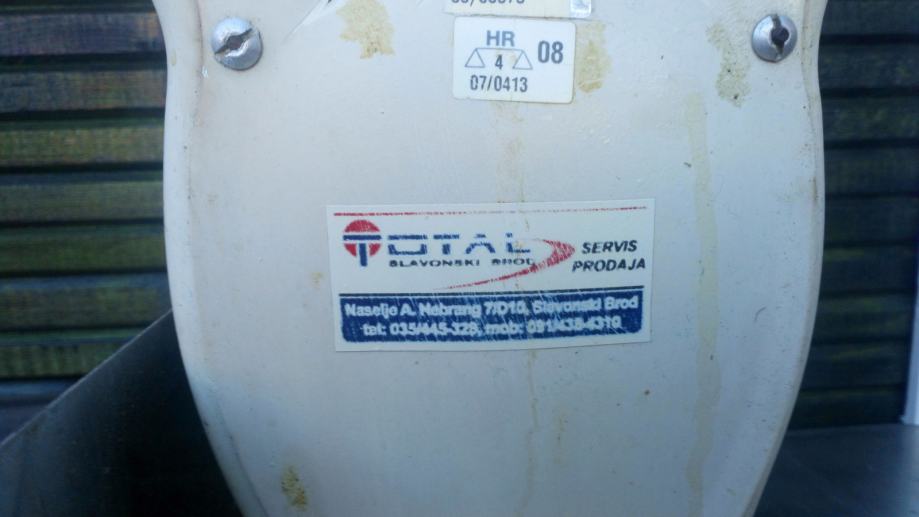 HR 08
4
07/0413
TOTAL
SLAVONSKI BROD
SERVIS
PRODAJA
Naselje A. Hebrang 7/D10, Slavonski Brod
tel: 035/445-328, mob: 091/438-4310